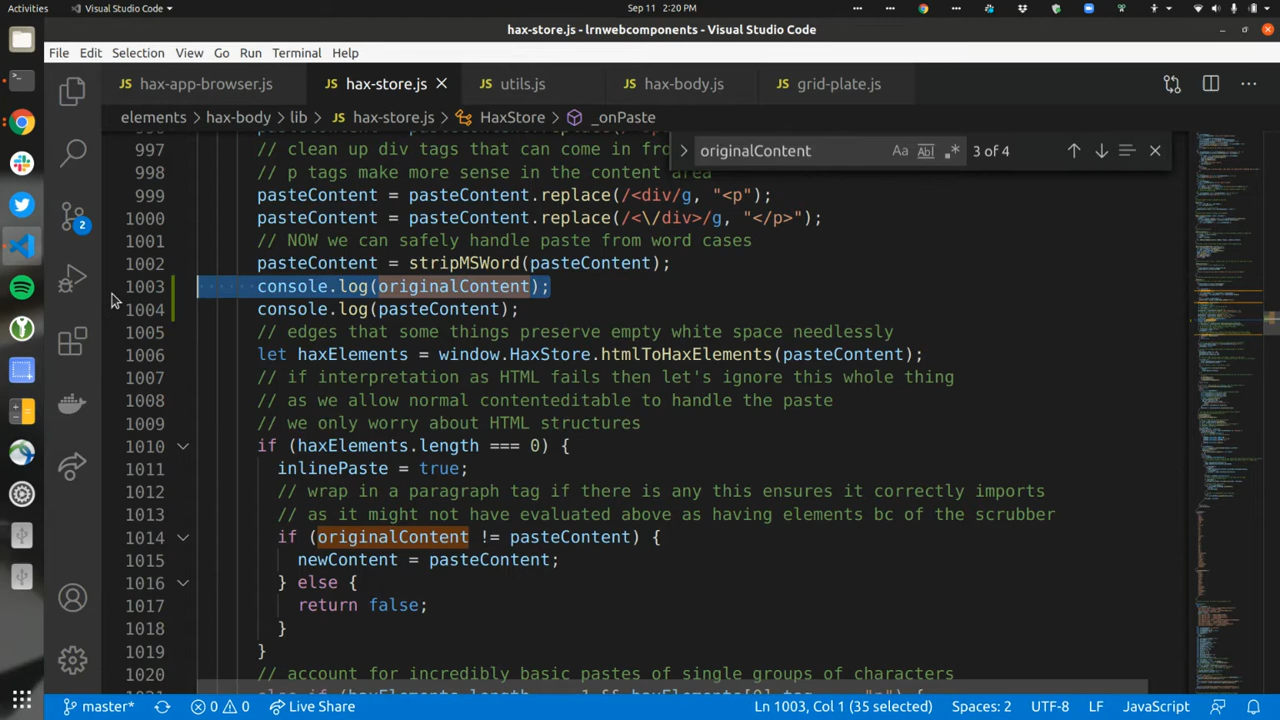 Activities
Visual Studio Code
Sep 11 2:20 PM
hax-store.js - lrnwebcomponents - Visual Studio Code
File Edit Selection View Go Run Terminal Help
JS hax-app-browser.js
JS hax-store.js
JS utils.js
JS hax-body.js
JS grid-plate.js
elements > hax-body > lib > JS hax-store.js > HaxStore > _onPaste
originalContent
Aa Abl .* 3 of 4
997 // clean up div tags that can come in fro
998 // p tags make more sense in the content area
999 pasteContent = pasteContent.replace(/<div/g, "<p");
1000 pasteContent = pasteContent.replace(/<\/div>/g, "</p>");
1001 // NOW we can safely handle paste from word cases
1002 pasteContent = stripMSWord(pasteContent);
1003 console.log(originalContent);
1004 console.log(pasteContent);
1005 // edges that some things preserve empty white space needlessly
1006 let haxElements = window.HaxStore.htmlToHaxElements(pasteContent);
1007 // if interpretation as HTML fails then let's ignore this whole thing
1008 // as we allow normal contenteditable to handle the paste
1009 // we only worry about HTML structures
1010 if (haxElements.length === 0) {
1011 inlinePaste = true;
1012 // wrap in a paragraph tag if there is any this ensures it correctly imports
1013 // as it might not have evaluated above as having elements bc of the scrubber
1014 if (originalContent != pasteContent) {
1015 newContent = pasteContent;
1016 } else {
1017 return false;
1018 }
1019 }
1020 // account for incredibly basic pastes of single groups of characters
2
master*
0 0
Live Share
Ln 1003, Col 1 (35 selected)
Spaces: 2
UTF-8
LF
JavaScript